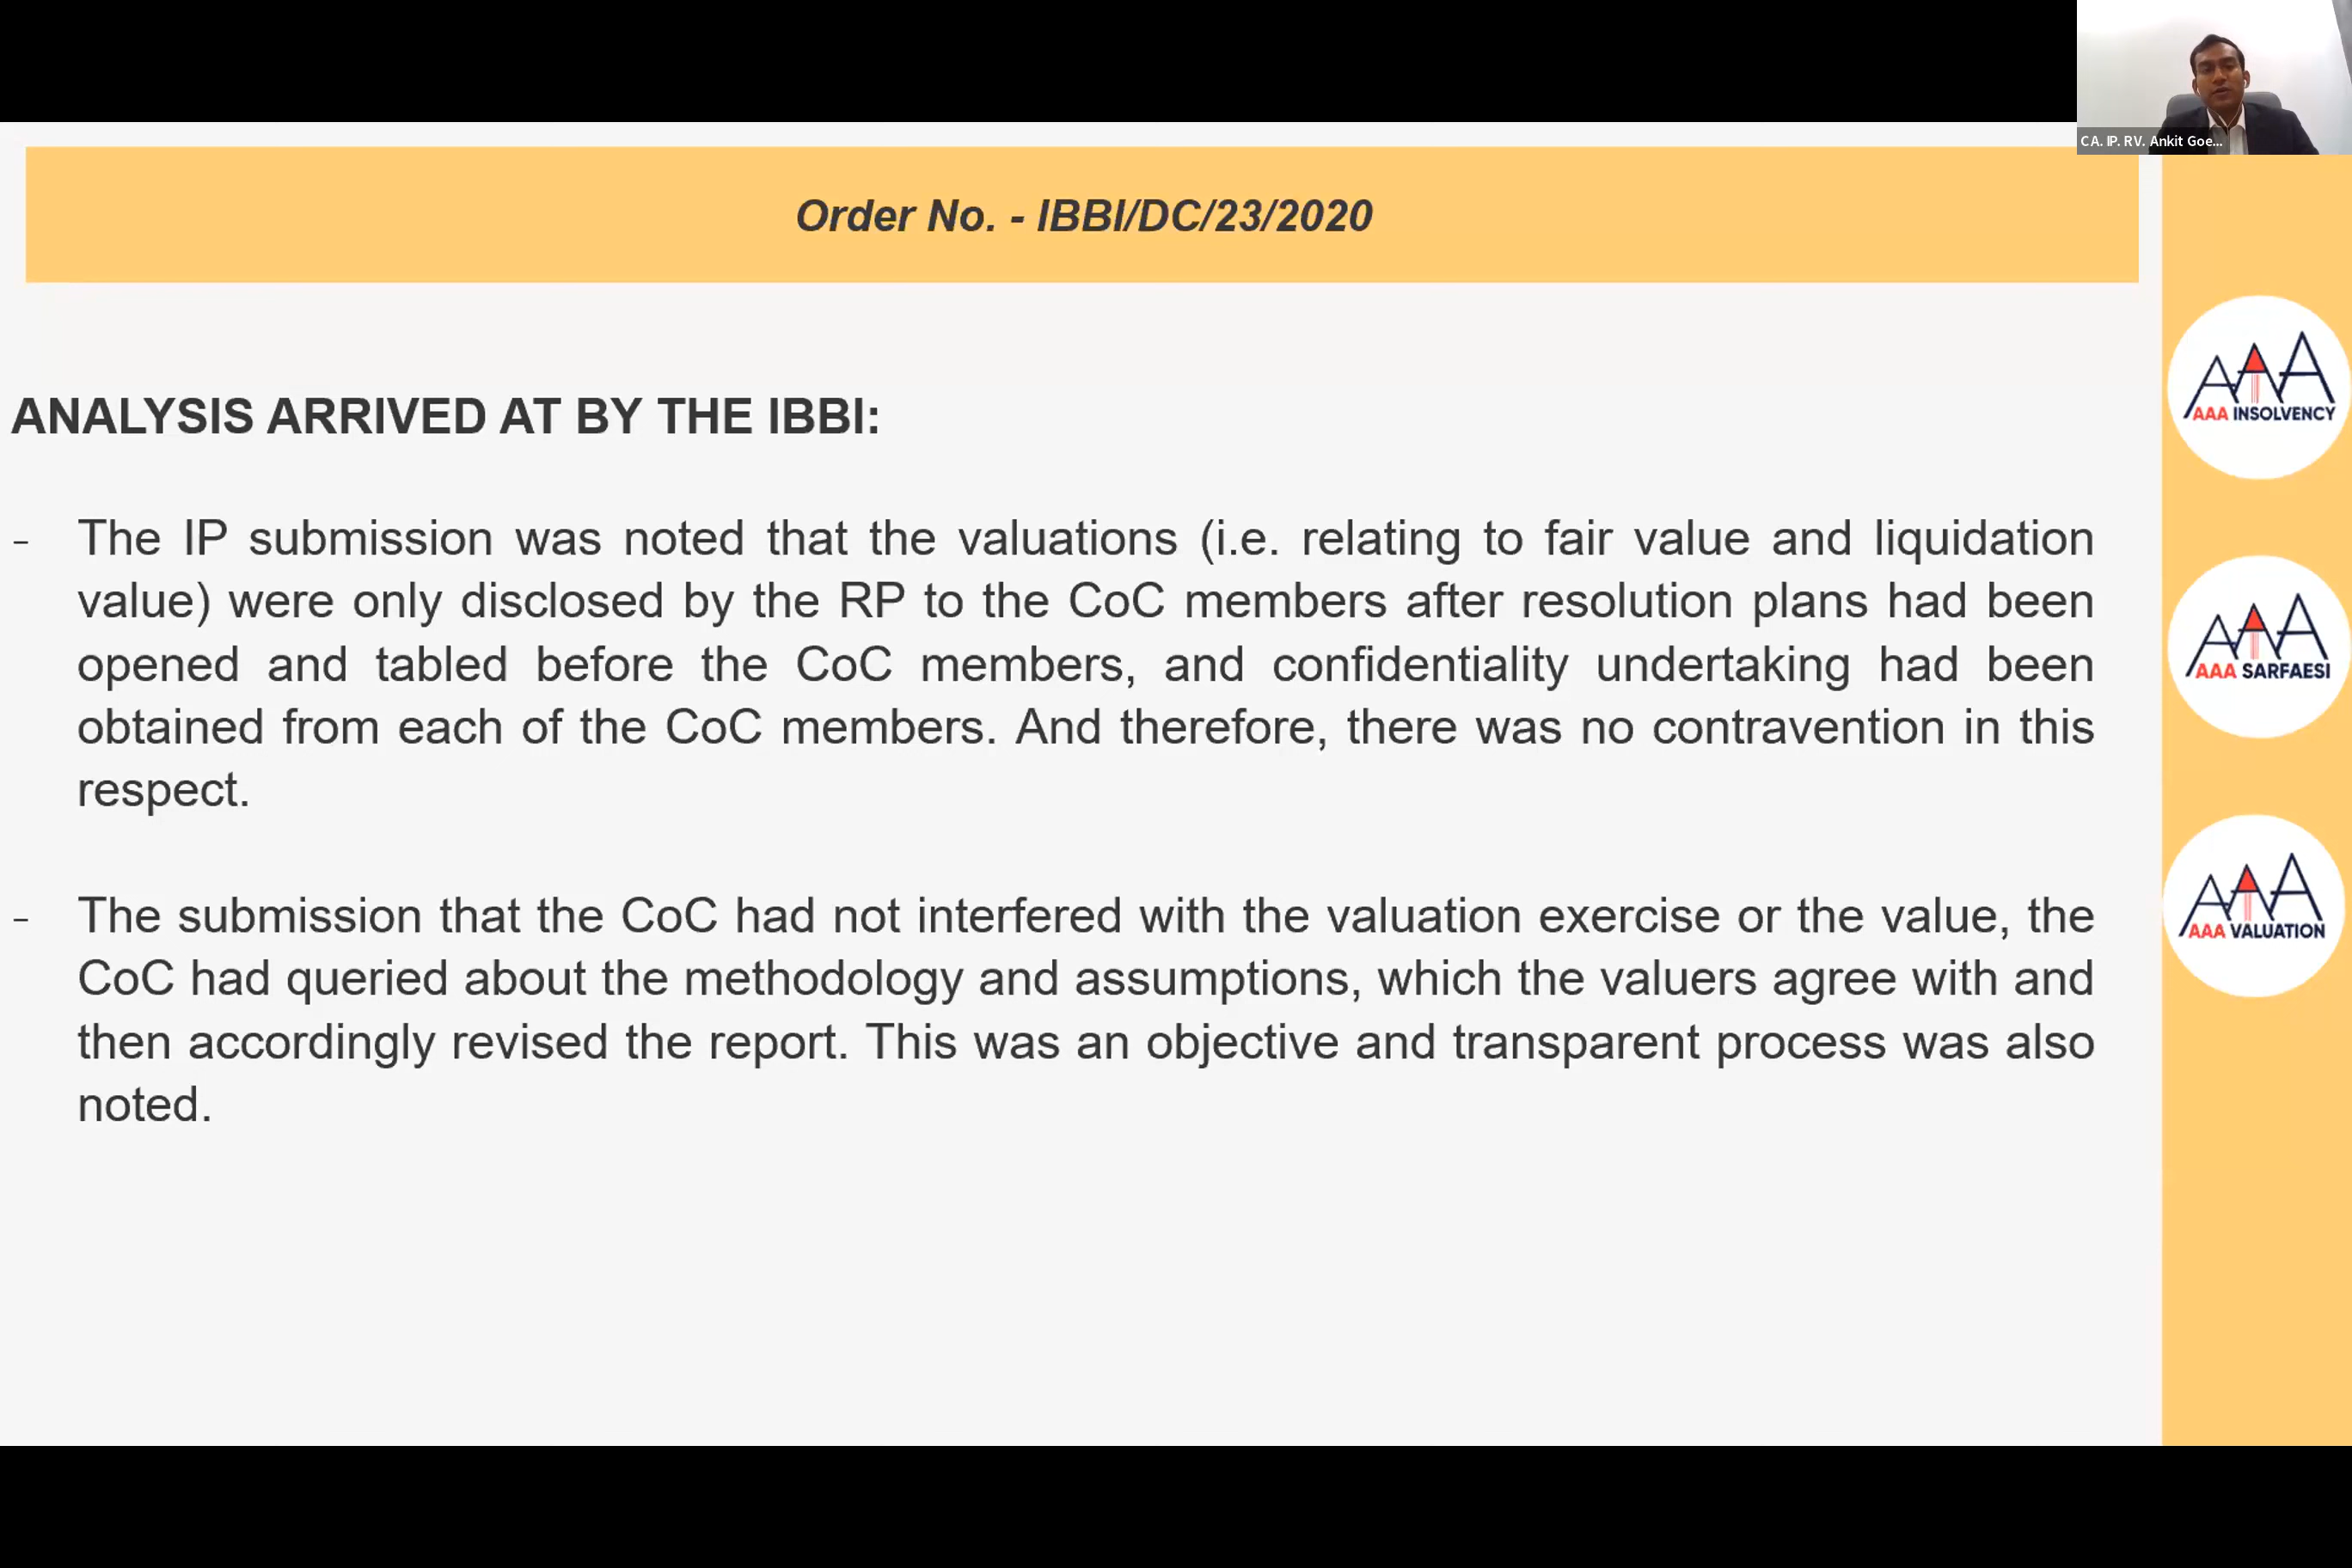 CA. IP. RV. Ankit Goe...
Order No. - IBBI/DC/23/2020
ANALYSIS ARRIVED AT BY THE IBBI:
- The IP submission was noted that the valuations (i.e. relating to fair value and liquidation
value) were only disclosed by the RP to the CoC members after resolution plans had been
opened and tabled before the CoC members, and confidentiality undertaking had been
obtained from each of the CoC members. And therefore, there was no contravention in this
respect.
- The submission that the CoC had not interfered with the valuation exercise or the value, the
CoC had queried about the methodology and assumptions, which the valuers agree with and
then accordingly revised the report. This was an objective and transparent process was also
noted.
AAA
AAA INSOLVENCY
AAA
AAA SARFAESI
AAA
AAA VALUATION